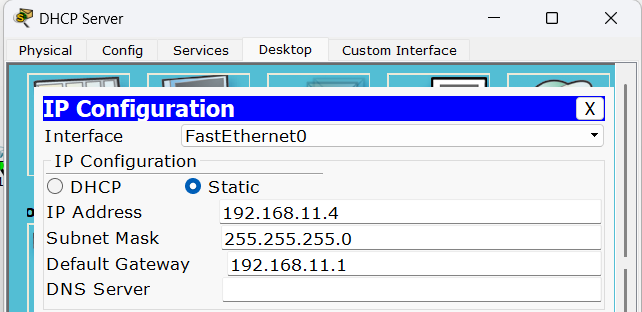 DHCP Server
Physical Config Services Desktop Custom Interface
IP Configuration X
Interface FastEthernet0
IP Configuration
DHCP Static
IP Address 192.168.11.4
Subnet Mask 255.255.255.0
Default Gateway 192.168.11.1
DNS Server